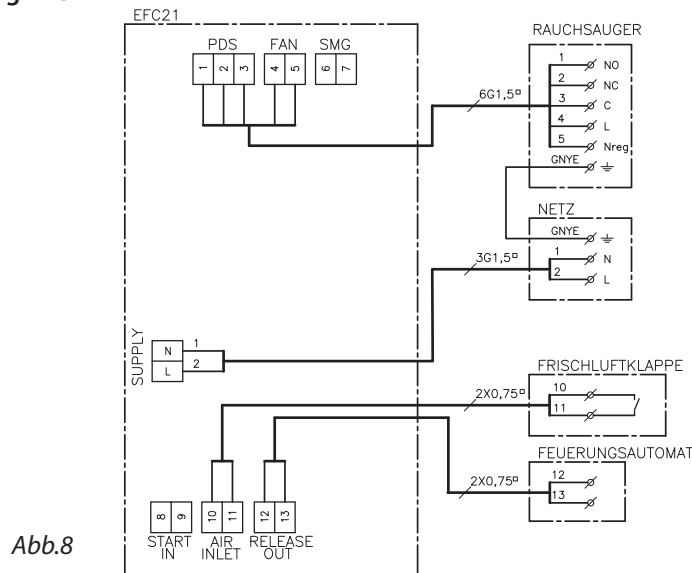 EFC21
PDS FAN SMG
1 2 3 4 5 6 7
RAUCHSAUGER
1 NO
2 NC
3 C
4 L
5 Nreg
GNYE
6G1,5
NETZ
GNYE
1 N
2 L
3G1,5
SUPPLY
N 1
L 2
FRISCHLUFTKLAPPE
10
11
2X0,75
FEUERUNGSAUTOMAT
12
13
2X0,75
8 9 10 11 12 13
START IN
AIR INLET
RELEASE OUT
Abb.8